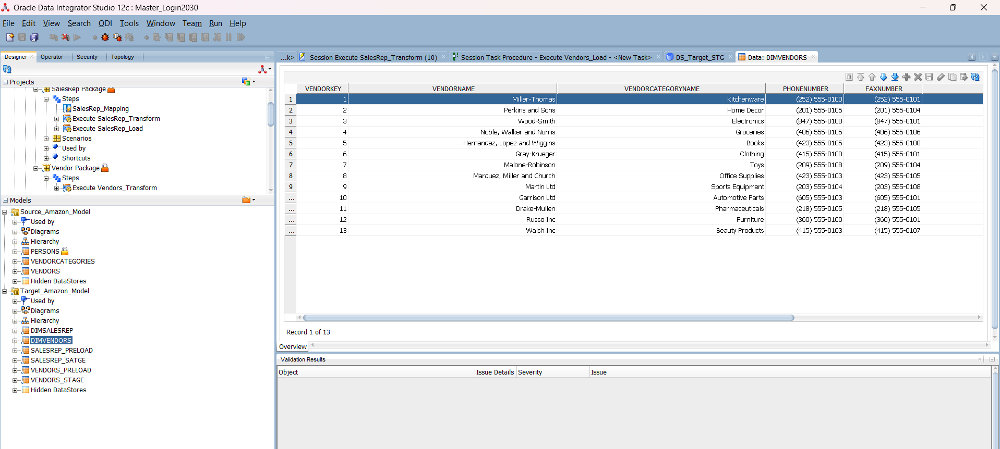 Oracle Data Integrator Studio 12c : Master_Login2030
File Edit View Search ODI Tools Window Team Run Help
Designer Operator Security Topology
...k> Session Execute SalesRep_Transform (10) Session Task Procedure - Execute Vendors_Load - <New Task> DS_Target_STG Data: DIMVENDORS
Projects
SalesRep Package
Steps
SalesRep_Mapping
Execute SalesRep_Transform
Execute SalesRep_Load
Scenarios
Used by
Shortcuts
Vendor Package
Steps
Execute Vendors_Transform
Models
Source_Amazon_Model
Used by
Diagrams
Hierarchy
PERSONS
VENDORCATEGORIES
VENDORS
Hidden DataStores
Target_Amazon_Model
Used by
Diagrams
Hierarchy
DIMSALESREP
DIMVENDORS
SALESREP_PRELOAD
SALESREP_SATGE
VENDORS_PRELOAD
VENDORS_STAGE
Hidden DataStores
VENDORKEY VENDORNAME VENDORCATEGORYNAME PHONENUMBER FAXNUMBER
1 1 Miller-Thomas Kitchenware (252) 555-0100 (252) 555-0101
2 2 Perkins and Sons Home Decor (201) 555-0105 (201) 555-0104
3 3 Wood-Smith Electronics (847) 555-0100 (847) 555-0101
4 4 Noble, Walker and Norris Groceries (406) 555-0105 (406) 555-0106
5 5 Hernandez, Lopez and Wiggins Books (423) 555-0105 (423) 555-0100
6 6 Gray-Krueger Clothing (415) 555-0100 (415) 555-0101
7 7 Malone-Robinson Toys (209) 555-0108 (209) 555-0104
8 8 Marquez, Miller and Church Office Supplies (423) 555-0103 (423) 555-0105
9 9 Martin Ltd Sports Equipment (203) 555-0104 (203) 555-0108
... 10 Garrison Ltd Automotive Parts (605) 555-0103 (605) 555-0101
... 11 Drake-Mullen Pharmaceuticals (218) 555-0105 (218) 555-0105
... 12 Russo Inc Furniture (360) 555-0100 (360) 555-0101
... 13 Walsh Inc Beauty Products (415) 555-0103 (415) 555-0107
Record 1 of 13
Overview
Validation Results
Object Issue Details Severity Issue